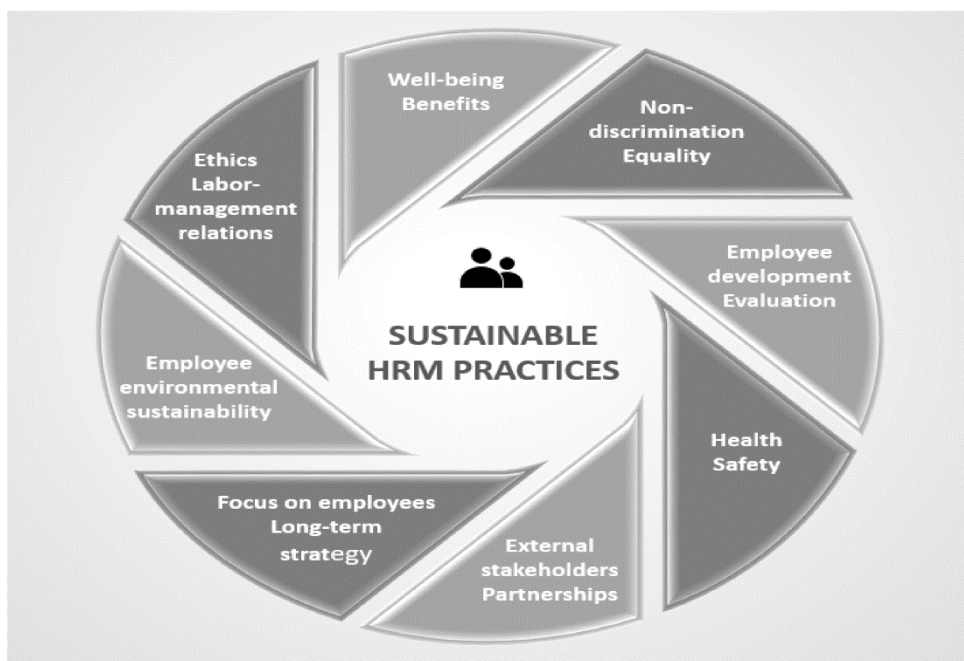 Well-being
Benefits
Non-
discrimination
Equality
Employee
development
Evaluation
Health
Safety
External
stakeholders
Partnerships
Focus on employees
Long-term
strategy
Employee
environmental
sustainability
Ethics
Labor-
management
relations
SUSTAINABLE
HRM PRACTICES